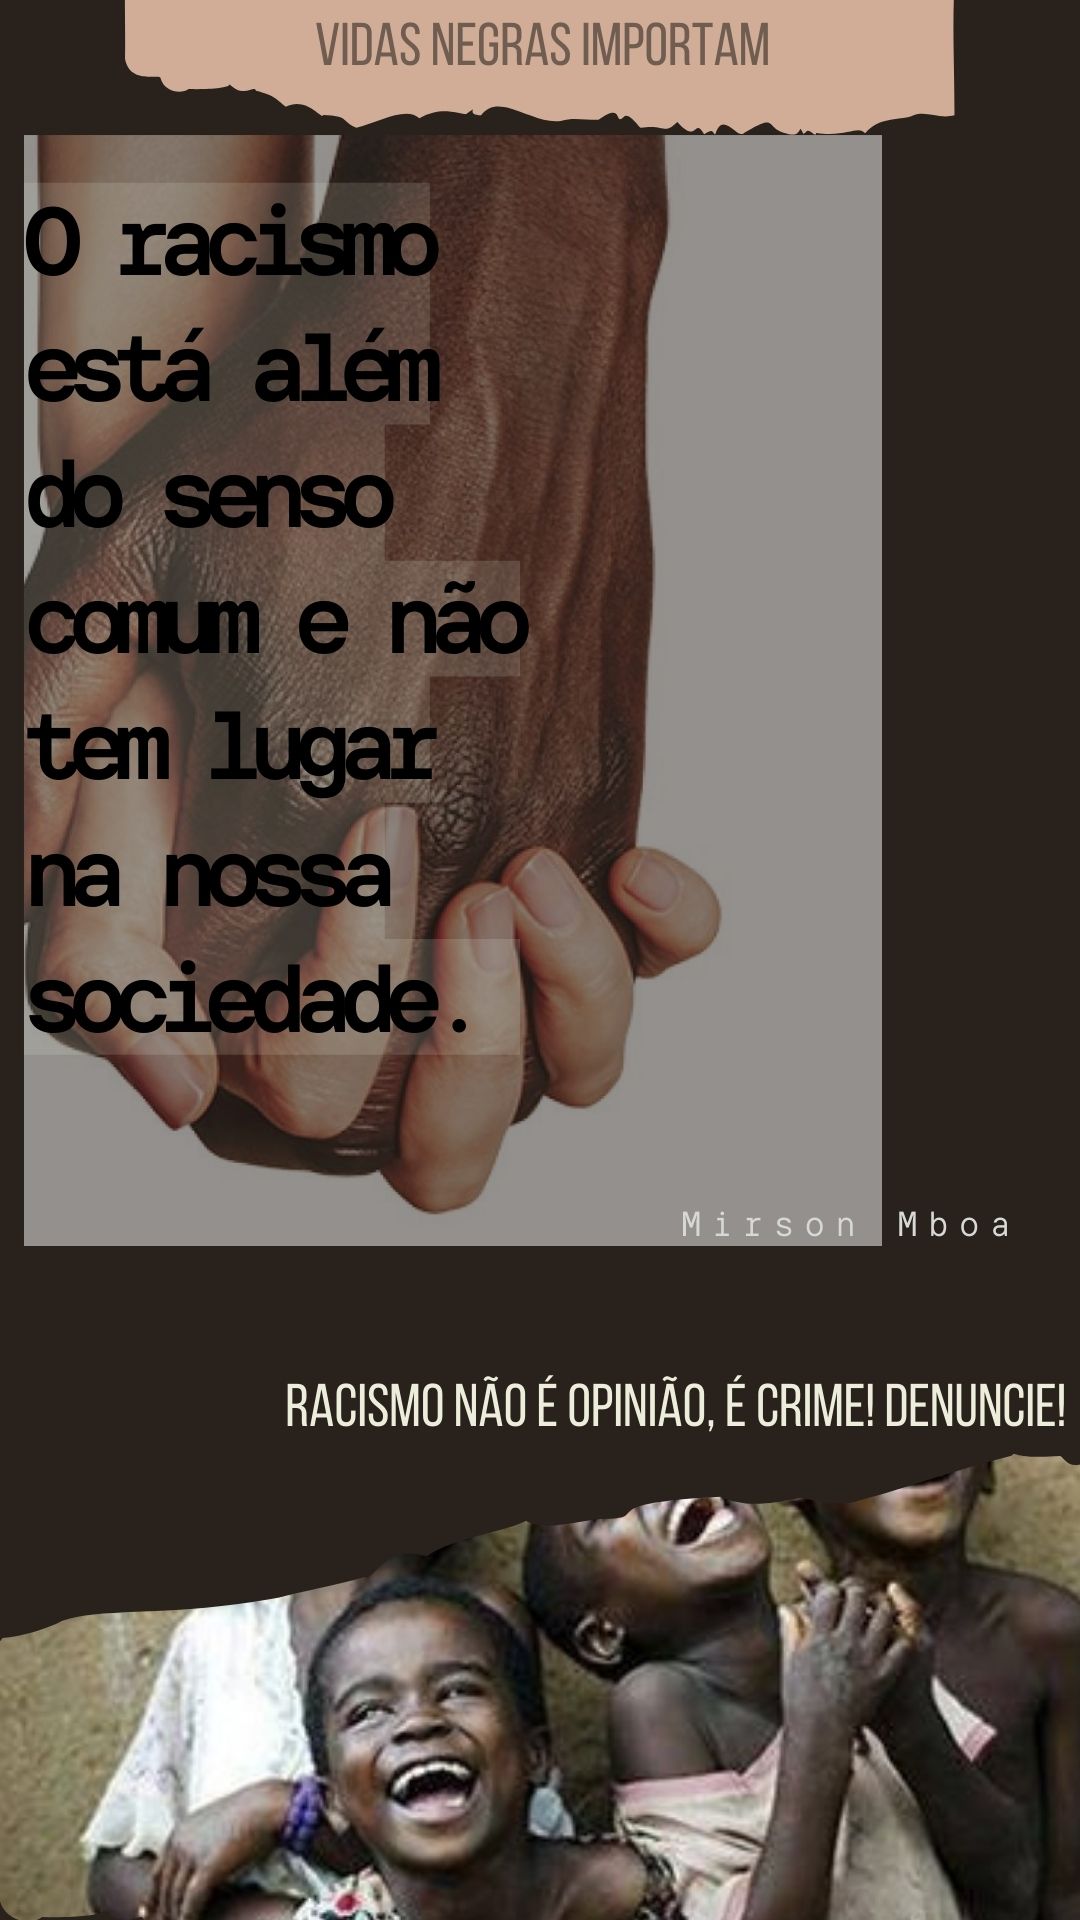 VIDAS NEGRAS IMPORTAM
O racismo
está além
do senso
comum e não
tem lugar
na nossa
sociedade.
Mirson Mboa
RACISMO NÃO É OPINIÃO, É CRIME! DENUNCIE!